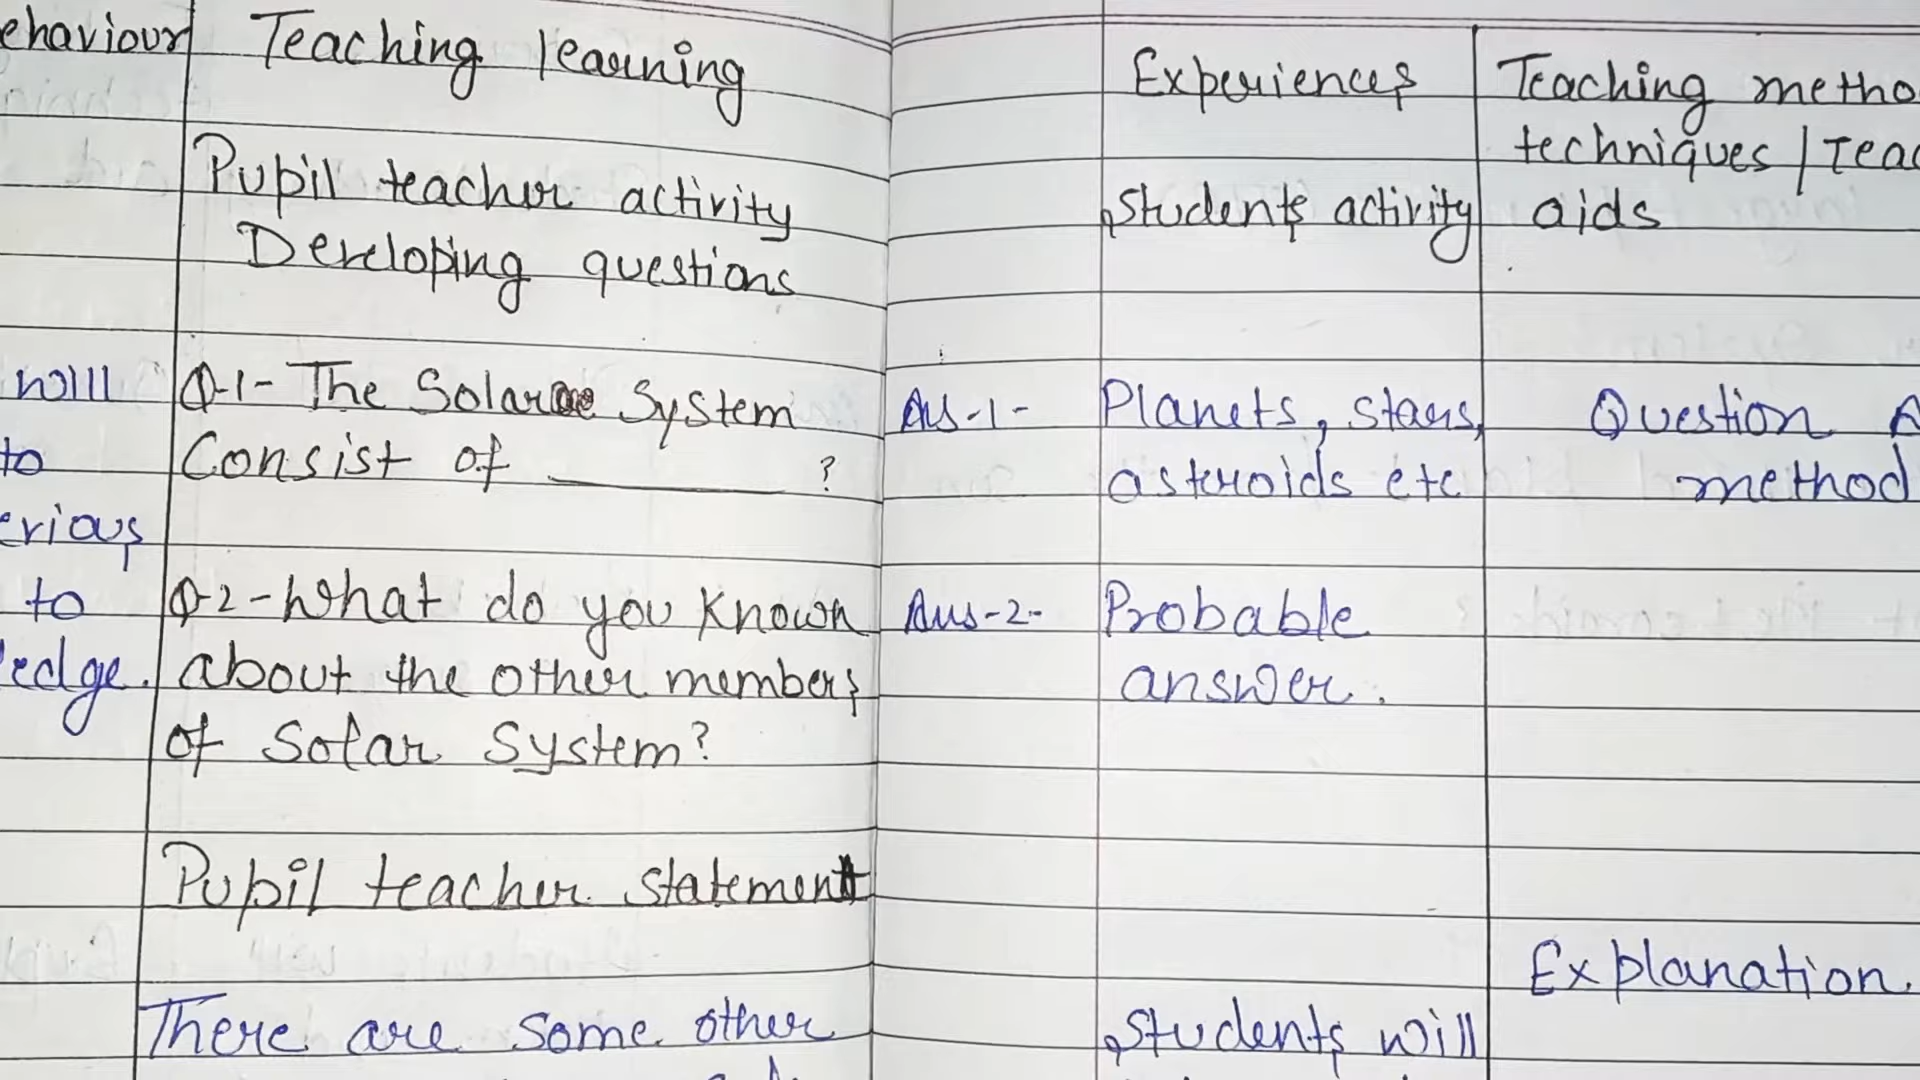 ehaviour Teaching learning Experiences Teaching metho
techniques / Teac
Pupil teacher activity Students activity aids
Developing questions
will Q-1- The Solar System Ans-1- Planets, stars, Question A
to Consist of ________ ? asteroids etc method
erious
to Q-2- What do you Known Ans-2- Probable
ledge. about the other members answer.
of Solar System?
Pupil teacher statement
Explanation.
There are some other Students will